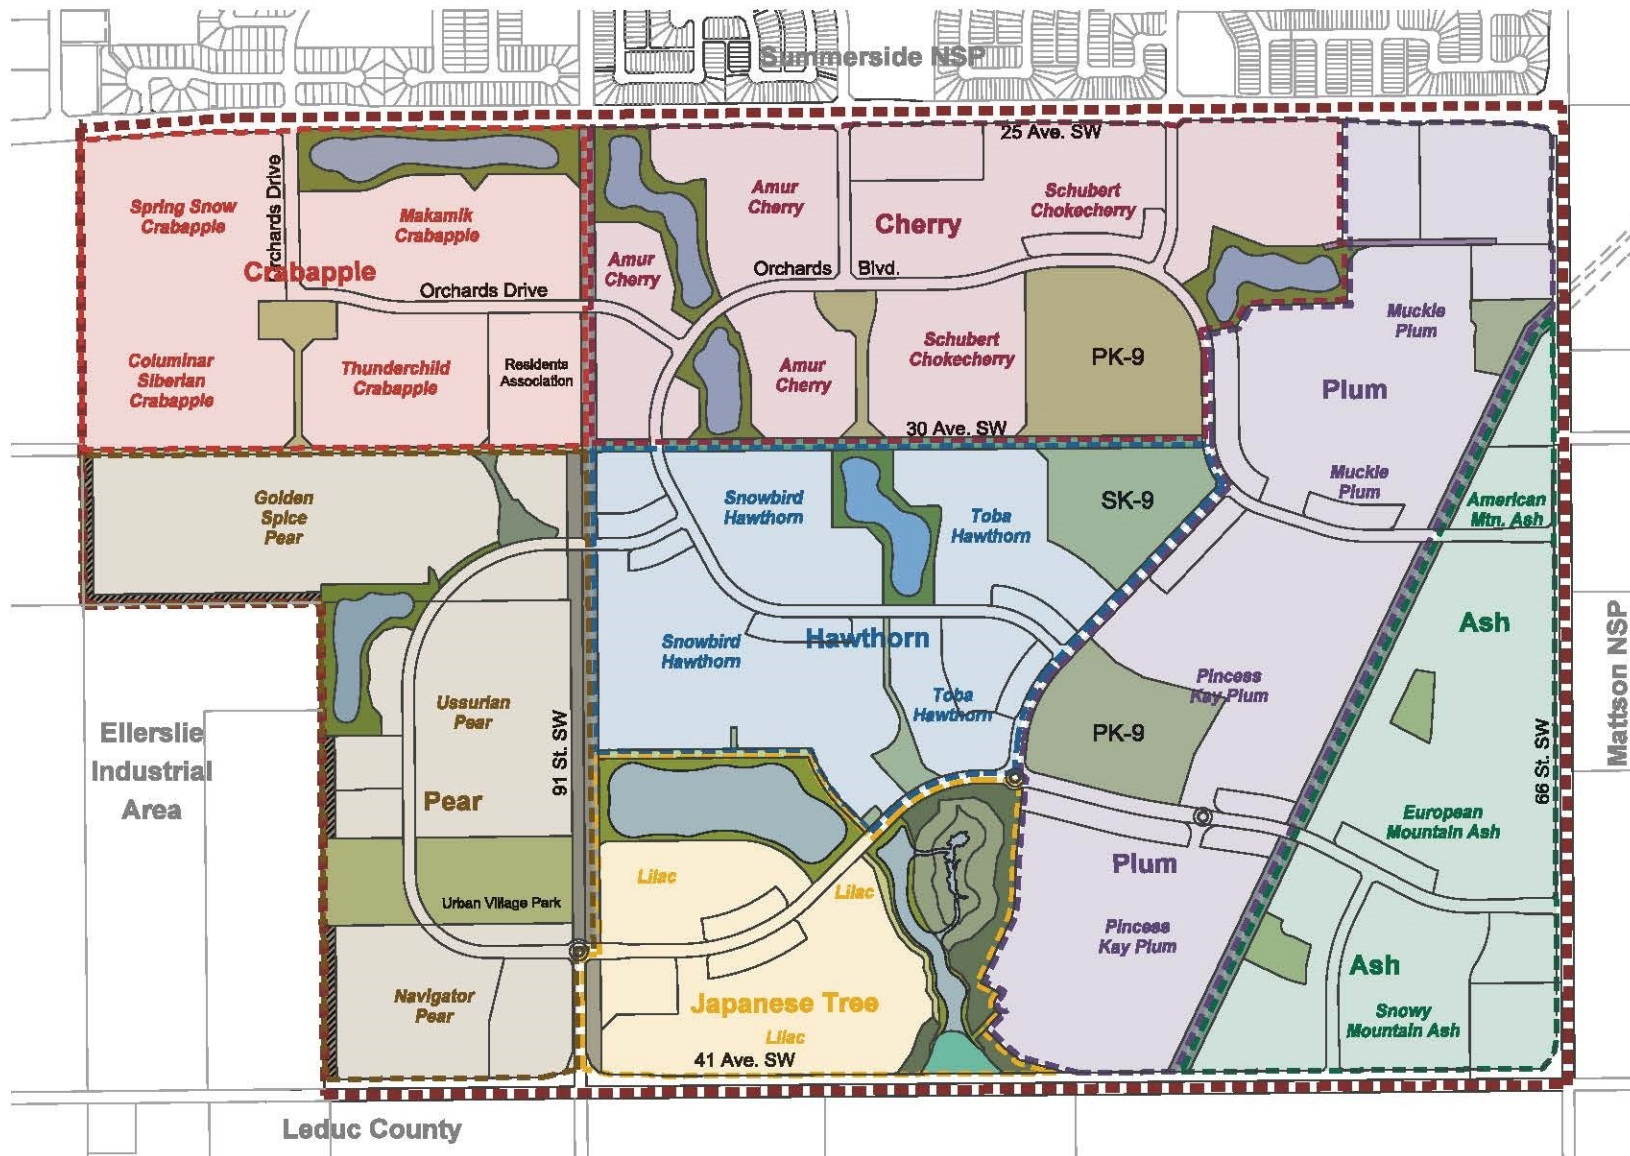 Summerside NSP
25 Ave. SW
Orchards Drive
Spring Snow
Crabapple
Makamik
Crabapple
Crabapple
Orchards Drive
Columinar
Siberian
Crabapple
Thunderchild
Crabapple
Residents
Association
Amur
Cherry
Amur
Cherry
Cherry
Schubert
Chokecherry
Orchards Blvd.
Amur
Cherry
Schubert
Chokecherry
PK-9
30 Ave. SW
Muckle
Plum
Plum
Muckle
Plum
American
Mtn. Ash
Golden
Spice
Pear
Snowbird
Hawthorn
Toba
Hawthorn
SK-9
Snowbird
Hawthorn
Hawthorn
Toba
Hawthorn
Pincess
Kay Plum
PK-9
Ash
Mattson NSP
66 St. SW
Ellerslie
Industrial
Area
Ussurian
Pear
91 St. SW
Pear
Urban Village Park
Navigator
Pear
Lilac
Lilac
Japanese Tree
Lilac
41 Ave. SW
Plum
Pincess
Kay Plum
European
Mountain Ash
Ash
Snowy
Mountain Ash
Leduc County